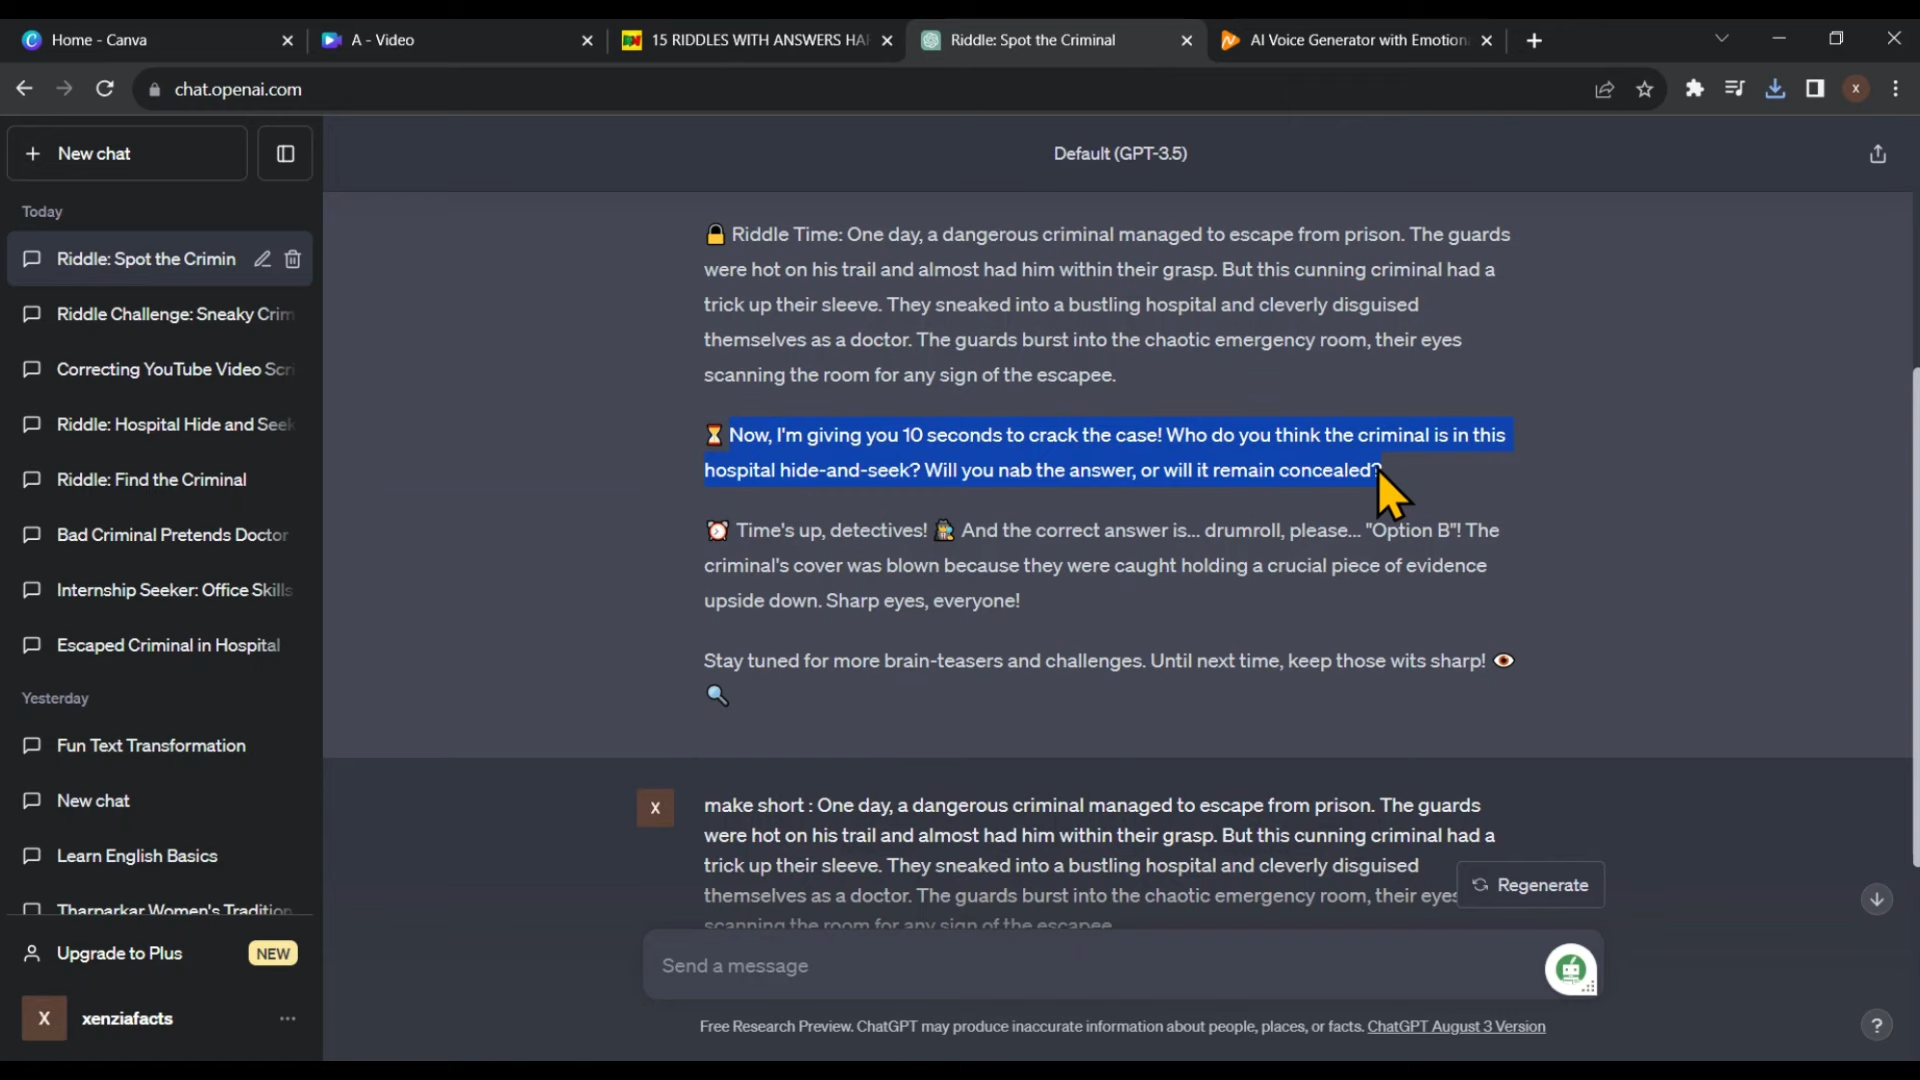 Home - Canva
A - Video
15 RIDDLES WITH ANSWERS HA
Riddle: Spot the Criminal
AI Voice Generator with Emotion
chat.openai.com
New chat
Default (GPT-3.5)
Today
Riddle: Spot the Crimin
Riddle Challenge: Sneaky Crim
Correcting YouTube Video Scri
Riddle: Hospital Hide and Seek
Riddle: Find the Criminal
Bad Criminal Pretends Doctor
Internship Seeker: Office Skills
Escaped Criminal in Hospital
Yesterday
Fun Text Transformation
New chat
Learn English Basics
Tharparkar Women's Tradition
Upgrade to Plus NEW
X xenziafacts
🔒 Riddle Time: One day, a dangerous criminal managed to escape from prison. The guards
were hot on his trail and almost had him within their grasp. But this cunning criminal had a
trick up their sleeve. They sneaked into a bustling hospital and cleverly disguised
themselves as a doctor. The guards burst into the chaotic emergency room, their eyes
scanning the room for any sign of the escapee.
⏳ Now, I'm giving you 10 seconds to crack the case! Who do you think the criminal is in this
hospital hide-and-seek? Will you nab the answer, or will it remain concealed?
⏰ Time's up, detectives! 🕵️ And the correct answer is... drumroll, please... "Option B"! The
criminal's cover was blown because they were caught holding a crucial piece of evidence
upside down. Sharp eyes, everyone!
Stay tuned for more brain-teasers and challenges. Until next time, keep those wits sharp! 👁️
🔍
X make short : One day, a dangerous criminal managed to escape from prison. The guards
were hot on his trail and almost had him within their grasp. But this cunning criminal had a
trick up their sleeve. They sneaked into a bustling hospital and cleverly disguised
themselves as a doctor. The guards burst into the chaotic emergency room, their eyes
scanning the room for any sign of the escapee.
Regenerate
Send a message
Free Research Preview. ChatGPT may produce inaccurate information about people, places, or facts. ChatGPT August 3 Version
?